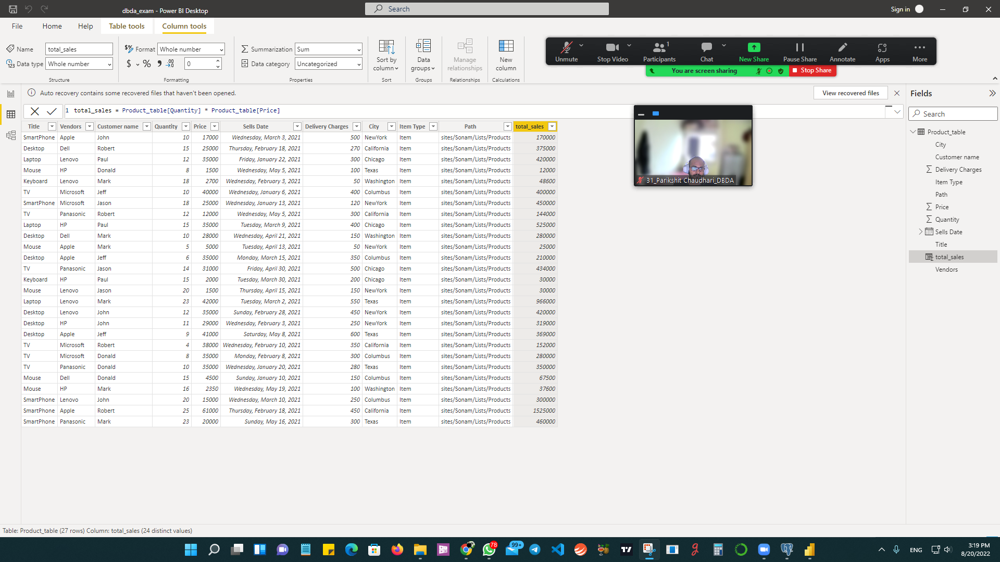 dbda_exam - Power BI Desktop
Search
Sign in
File Home Help Table tools Column tools
Name total_sales
Data type Whole number
Structure
Format Whole number
$ % 0
Formatting
Summarization Sum
Data category Uncategorized
Properties
Sort by column
Sort
Data groups
Groups
Manage relationships
Relationships
New column
Calculations
Unmute Stop Video Participants 1 Chat New Share Pause Share Annotate Apps More
You are screen sharing Stop Share
Auto recovery contains some recovered files that haven't been opened. View recovered files
1 total_sales = Product_table[Quantity] * Product_table[Price]
Title Vendors Customer name Quantity Price Sells Date Delivery Charges City Item Type Path total_sales
SmartPhone Apple John 10 17000 Wednesday, March 3, 2021 500 NewYork Item sites/Sonam/Lists/Products 170000
Desktop Dell Robert 15 25000 Thursday, February 18, 2021 270 California Item sites/Sonam/Lists/Products 375000
Laptop Lenovo Paul 12 35000 Friday, January 22, 2021 300 Chicago Item sites/Sonam/Lists/Products 420000
Mouse HP Donald 8 1500 Wednesday, May 5, 2021 100 Texas Item sites/Sonam/Lists/Products 12000
Keyboard Lenovo Mark 18 2700 Wednesday, February 3, 2021 50 Washington Item sites/Sonam/Lists/Products 48600
TV Microsoft Jeff 10 40000 Wednesday, January 6, 2021 400 Columbus Item sites/Sonam/Lists/Products 400000
SmartPhone Microsoft Jason 18 25000 Wednesday, January 13, 2021 120 NewYork Item sites/Sonam/Lists/Products 450000
TV Panasonic Robert 12 12000 Wednesday, May 5, 2021 300 California Item sites/Sonam/Lists/Products 144000
Laptop HP Paul 15 35000 Tuesday, March 9, 2021 400 Chicago Item sites/Sonam/Lists/Products 525000
Desktop Dell Mark 10 28000 Wednesday, April 21, 2021 150 Washington Item sites/Sonam/Lists/Products 280000
Mouse Apple Mark 5 5000 Tuesday, April 13, 2021 50 NewYork Item sites/Sonam/Lists/Products 25000
Desktop Apple Jeff 6 35000 Monday, March 15, 2021 350 Columbus Item sites/Sonam/Lists/Products 210000
TV Panasonic Jason 14 31000 Friday, April 30, 2021 500 Chicago Item sites/Sonam/Lists/Products 434000
Keyboard HP Paul 15 2000 Tuesday, March 30, 2021 200 Chicago Item sites/Sonam/Lists/Products 30000
Mouse Lenovo Jason 20 1500 Thursday, April 15, 2021 150 NewYork Item sites/Sonam/Lists/Products 30000
Laptop Lenovo Mark 23 42000 Tuesday, March 2, 2021 550 Texas Item sites/Sonam/Lists/Products 966000
Desktop Lenovo John 12 35000 Sunday, February 28, 2021 450 NewYork Item sites/Sonam/Lists/Products 420000
Desktop HP John 11 29000 Wednesday, February 3, 2021 250 NewYork Item sites/Sonam/Lists/Products 319000
Desktop Apple Jeff 9 41000 Saturday, May 8, 2021 600 Texas Item sites/Sonam/Lists/Products 369000
TV Microsoft Robert 4 38000 Wednesday, February 10, 2021 350 California Item sites/Sonam/Lists/Products 152000
TV Microsoft Donald 8 35000 Monday, February 8, 2021 300 Columbus Item sites/Sonam/Lists/Products 280000
TV Panasonic Donald 10 35000 Wednesday, January 20, 2021 280 Texas Item sites/Sonam/Lists/Products 350000
Mouse Dell Donald 15 4500 Sunday, January 10, 2021 150 Columbus Item sites/Sonam/Lists/Products 67500
Mouse HP Mark 16 2350 Wednesday, May 19, 2021 100 Washington Item sites/Sonam/Lists/Products 37600
SmartPhone Lenovo John 20 15000 Wednesday, March 10, 2021 250 Columbus Item sites/Sonam/Lists/Products 300000
SmartPhone Apple Robert 25 61000 Thursday, February 18, 2021 450 California Item sites/Sonam/Lists/Products 1525000
SmartPhone Panasonic Mark 23 20000 Sunday, May 16, 2021 300 Texas Item sites/Sonam/Lists/Products 460000
31_Parikshit Chaudhari_DBDA
Fields
Search
Product_table
City
Customer name
Delivery Charges
Item Type
Path
Price
Quantity
Sells Date
Title
total_sales
Vendors
Table: Product_table (27 rows) Column: total_sales (24 distinct values)
78
99+
ENG
3:19 PM
8/20/2022